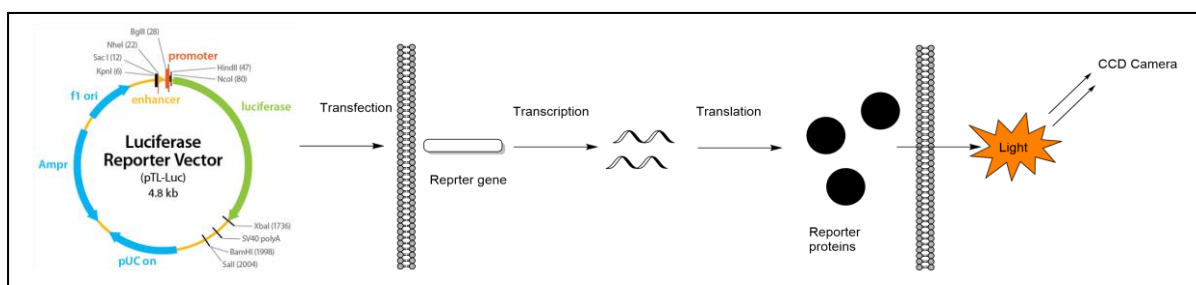 BglII (28)
NheI (22)
promoter
Sac I (12)
HindII (47)
KpnI (6)
NcoI (80)
f1 ori
enhancer
luciferase
Luciferase
Reporter Vector
(pTL-Luc)
4.8 kb
Ampr
XbaI (1736)
SV40 polyA
BamHI (1998)
SalI (2004)
pUC on
Transfection
Reprter gene
Transcription
Translation
Reporter
proteins
Light
CCD Camera